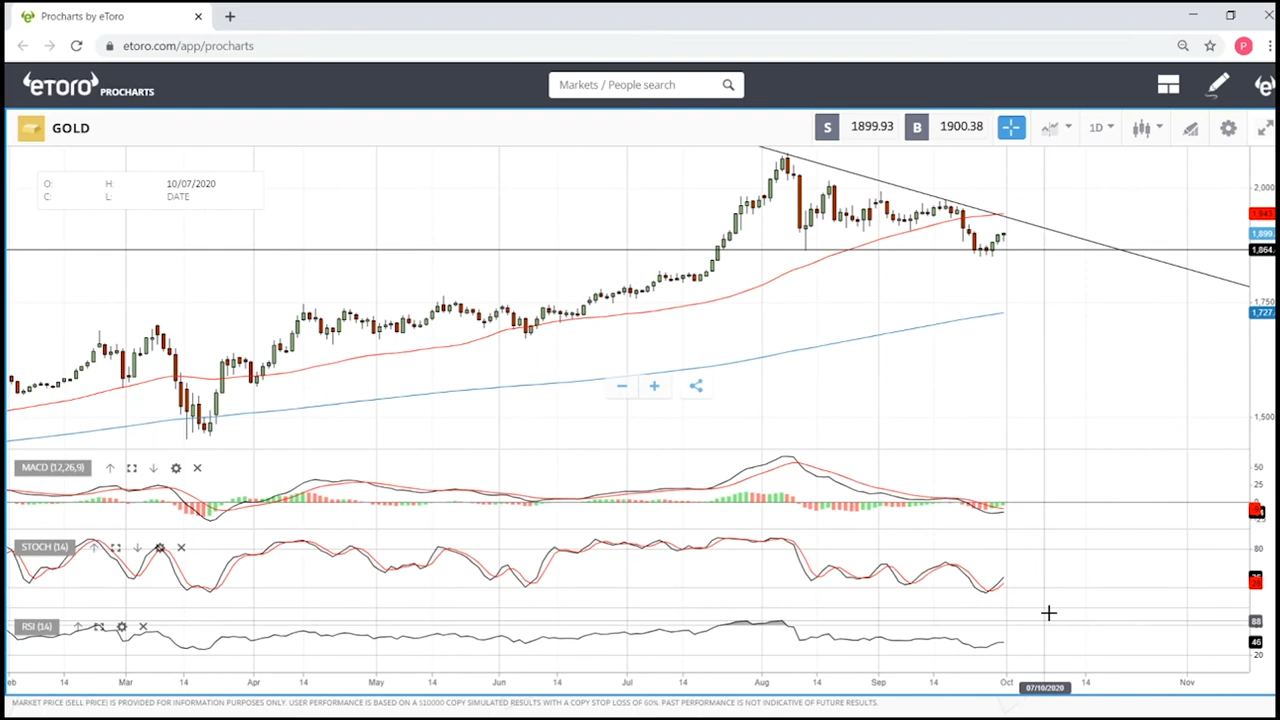 Procharts by eToro
etoro.com/app/procharts
P
eTORO PROCHARTS
Markets / People search
GOLD
S 1899.93 B 1900.38 1D
O: H: 10/07/2020
C: L: DATE
2,000
1,943
1,899
1,864
1,750
1,727
1,500
MACD (12,26,9)
50
25
STOCH (14)
80
RSI (14)
88
46
20
14 Mar 14 Apr 14 May 14 Jun 14 Jul 14 Aug 14 Sep 14 Oct 14 Nov
07/10/2020
MARKET PRICE (SELL PRICE) IS PROVIDED FOR INFORMATION PURPOSES ONLY. USER PERFORMANCE IS BASED ON A $10000 COPY SIMULATED RESULTS WITH A COPY STOP LOSS OF 60%. PAST PERFORMANCE IS NOT INDICATIVE OF FUTURE RESULTS.